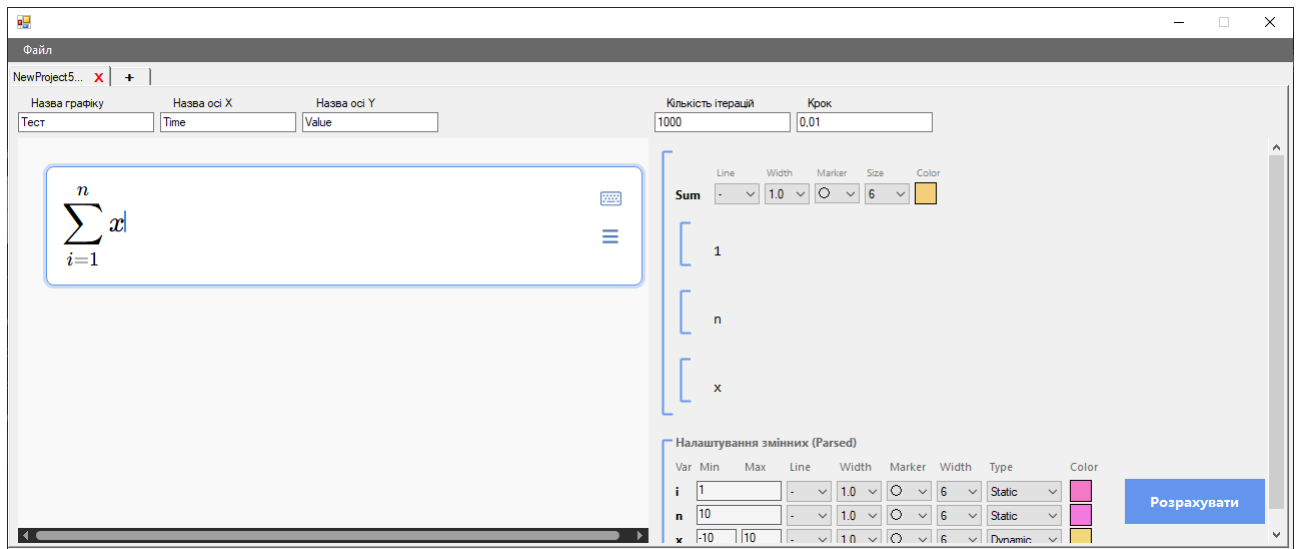 Файл
NewProject5... X +
Назва графіку Назва осі X Назва осі Y Кількість ітерацій Крок
Тест Time Value 1000 0,01
n
∑ x
i=1
Line Width Marker Size Color
Sum - 1.0 6
1
n
x
Налаштування змінних (Parsed)
Var Min Max Line Width Marker Width Type Color
i 1 - 1.0 6 Static
n 10 - 1.0 6 Static
x -10 10 - 1.0 6 Dynamic
Розрахувати